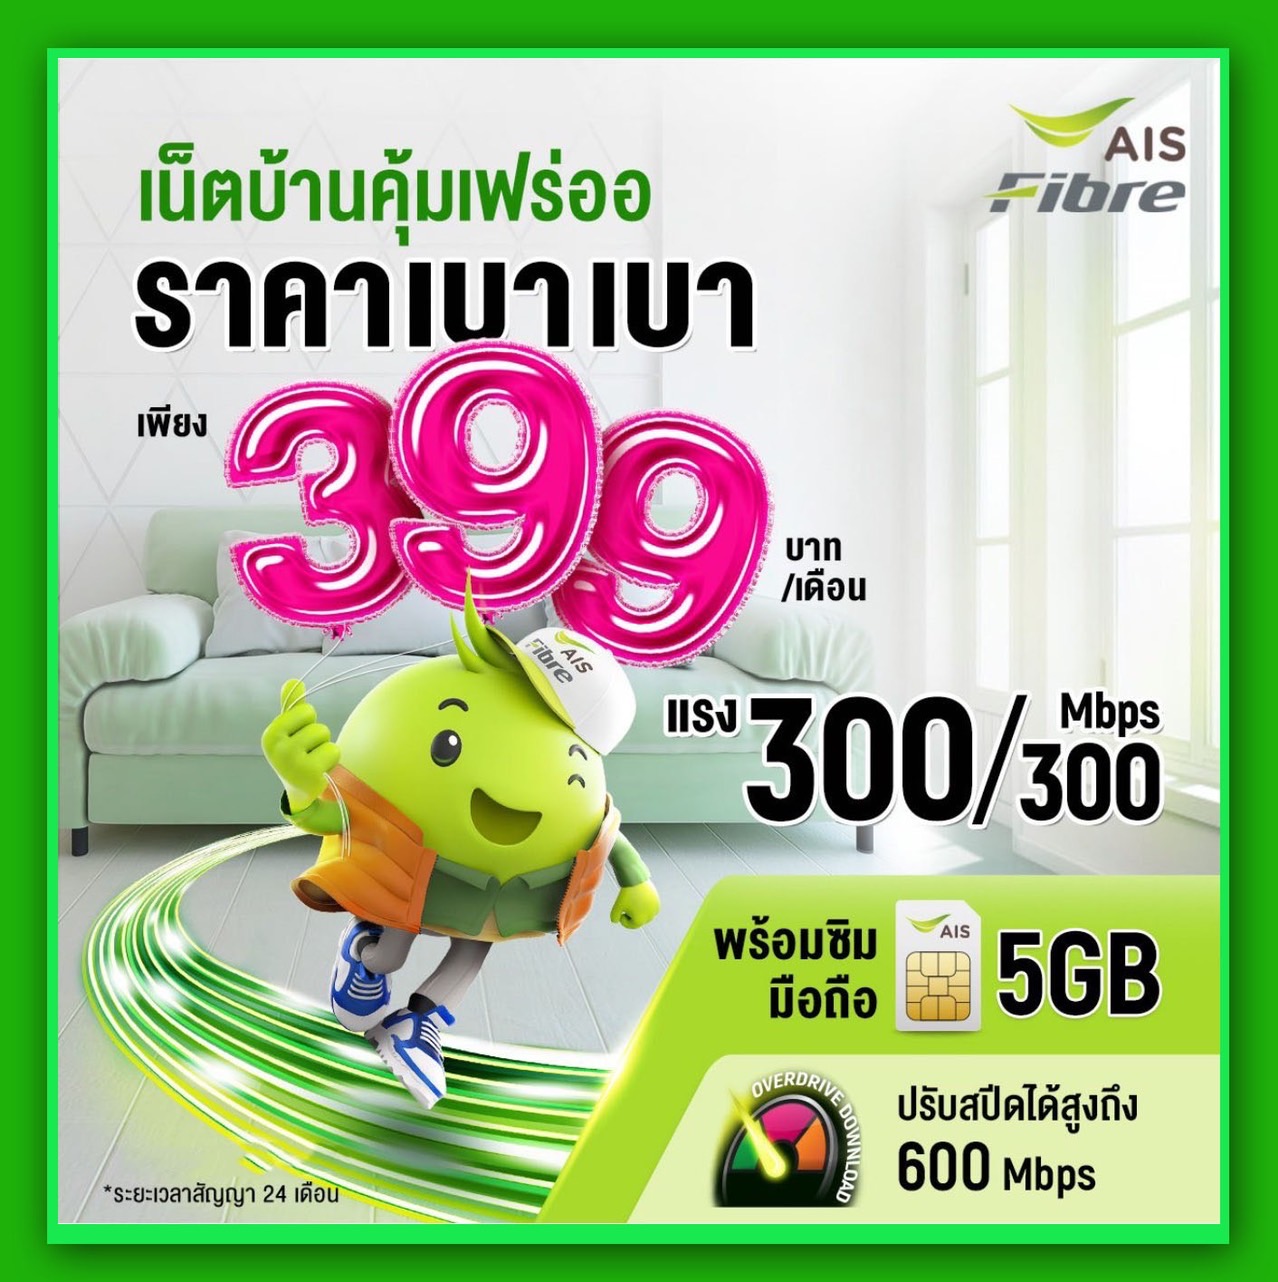 AIS
Fibre
เน็ตบ้านคุ้มเฟร่ออ
ราคาเบาเบา
เพียง
399
บาท
/เดือน
AIS
Fibre
แรง 300/300 Mbps
พร้อมซิม
มือถือ
AIS
5GB
OVERDRIVE DOWNLOAD
ปรับสปีดได้สูงถึง
600 Mbps
*ระยะเวลาสัญญา 24 เดือน